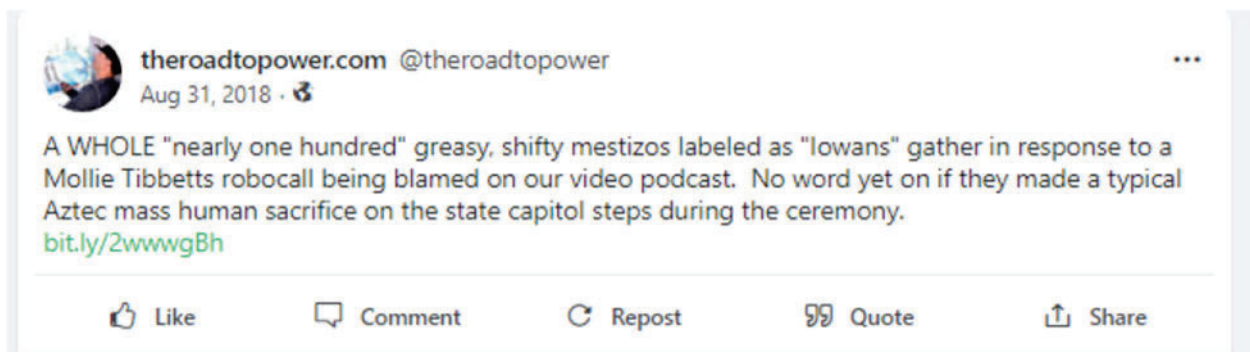 theroadtopower.com @theroadtopower
...
Aug 31, 2018 ·
A WHOLE "nearly one hundred" greasy, shifty mestizos labeled as "Iowans" gather in response to a
Mollie Tibbetts robocall being blamed on our video podcast.  No word yet on if they made a typical
Aztec mass human sacrifice on the state capitol steps during the ceremony.
bit.ly/2wwwgBh
Like Comment Repost Quote Share